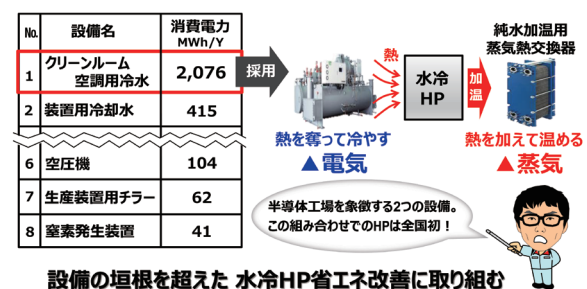 No. 設備名 消費電力 MWh/Y
1 クリーンルーム 空調用冷水 2,076
2 装置用冷却水 415
6 空圧機 104
7 生産装置用チラー 62
8 窒素発生装置 41
採用
熱を奪って冷やす
▲電気
熱
水冷
HP
加温
純水加温用
蒸気熱交換器
熱を加えて温める
▲蒸気
半導体工場を象徴する2つの設備。
この組み合わせでのHPは全国初！
設備の垣根を超えた 水冷HP省エネ改善に取り組む